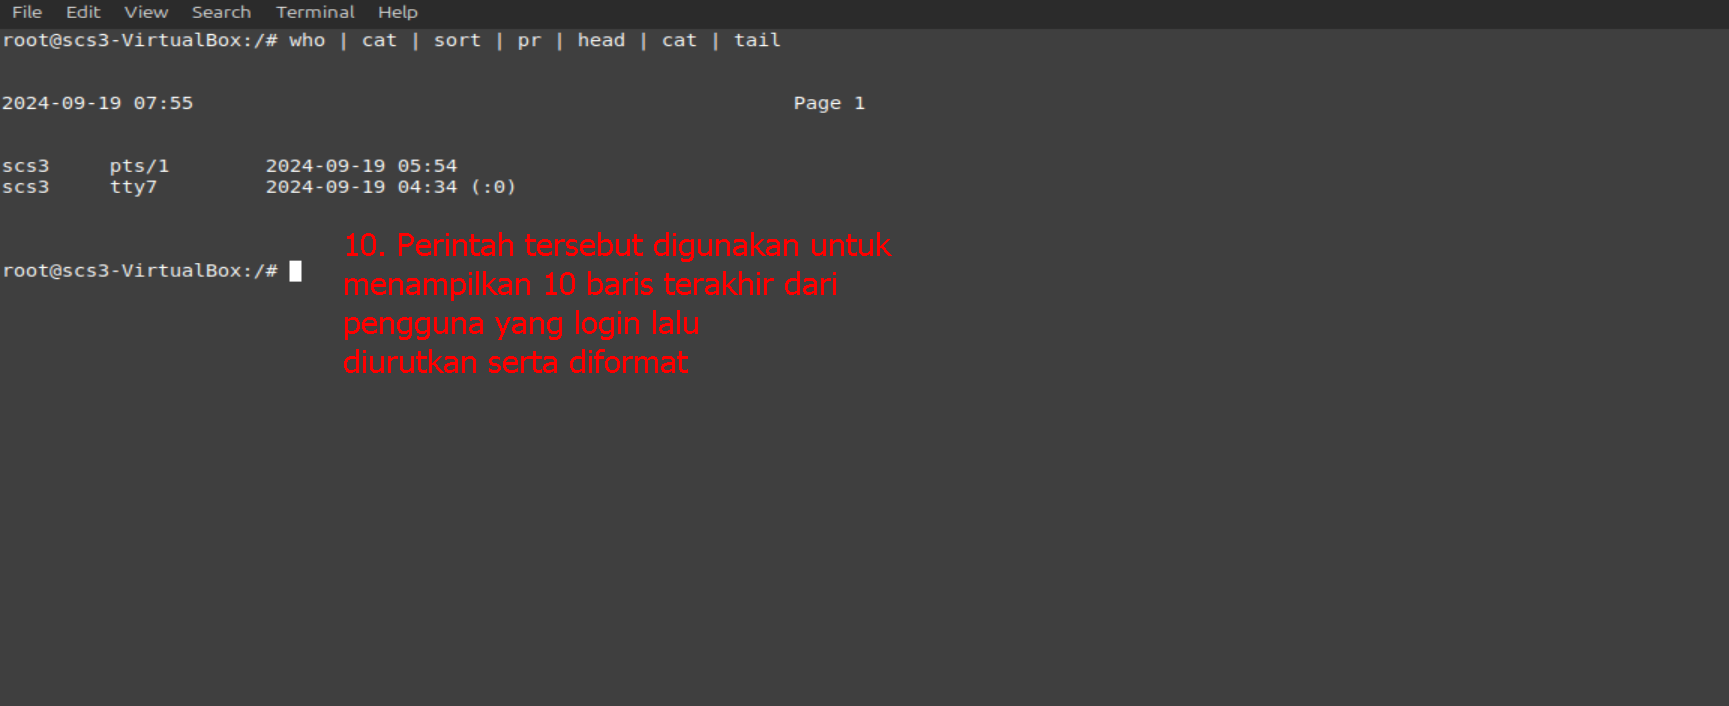 File Edit View Search Terminal Help
root@scs3-VirtualBox:/# who | cat | sort | pr | head | cat | tail
2024-09-19 07:55 Page 1
scs3 pts/1 2024-09-19 05:54
scs3 tty7 2024-09-19 04:34 (:0)
root@scs3-VirtualBox:/#
10. Perintah tersebut digunakan untuk
menampilkan 10 baris terakhir dari
pengguna yang login lalu
diurutkan serta diformat